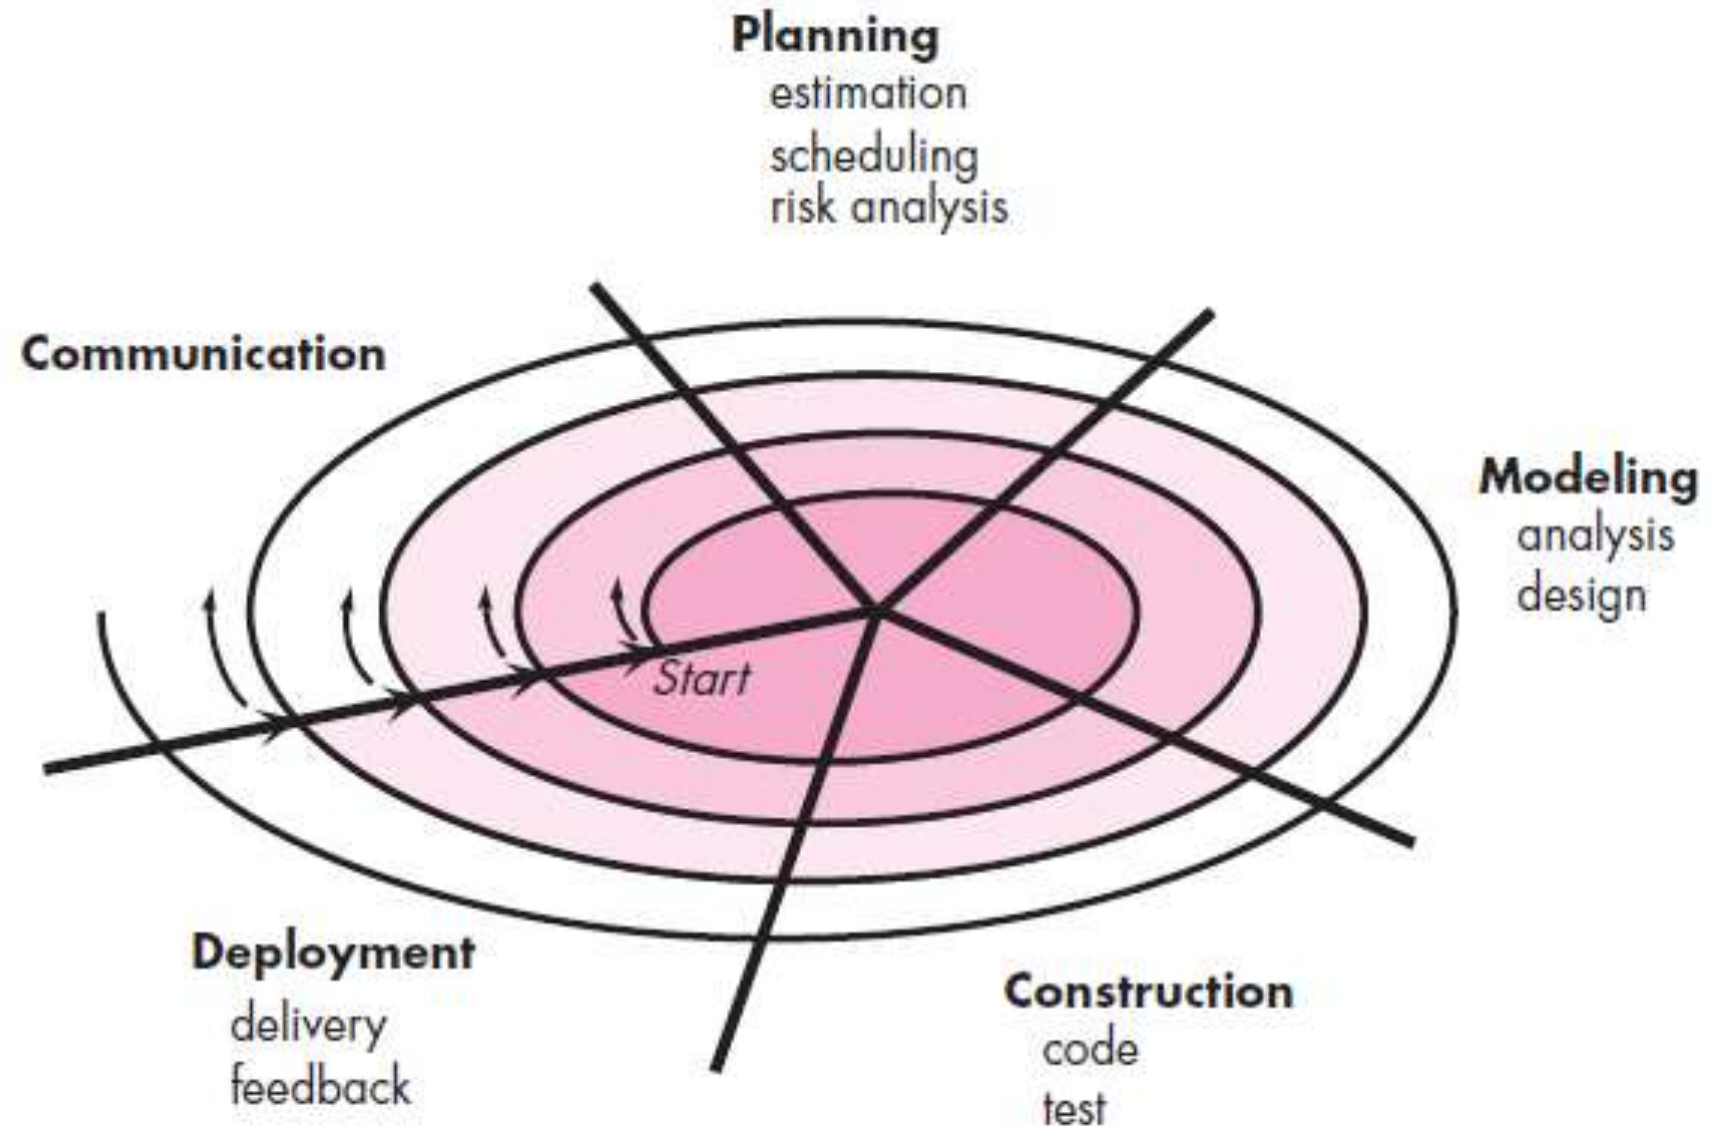 Planning
estimation
scheduling
risk analysis
Communication
Modeling
analysis
design
Start
Deployment
delivery
feedback
Construction
code
test